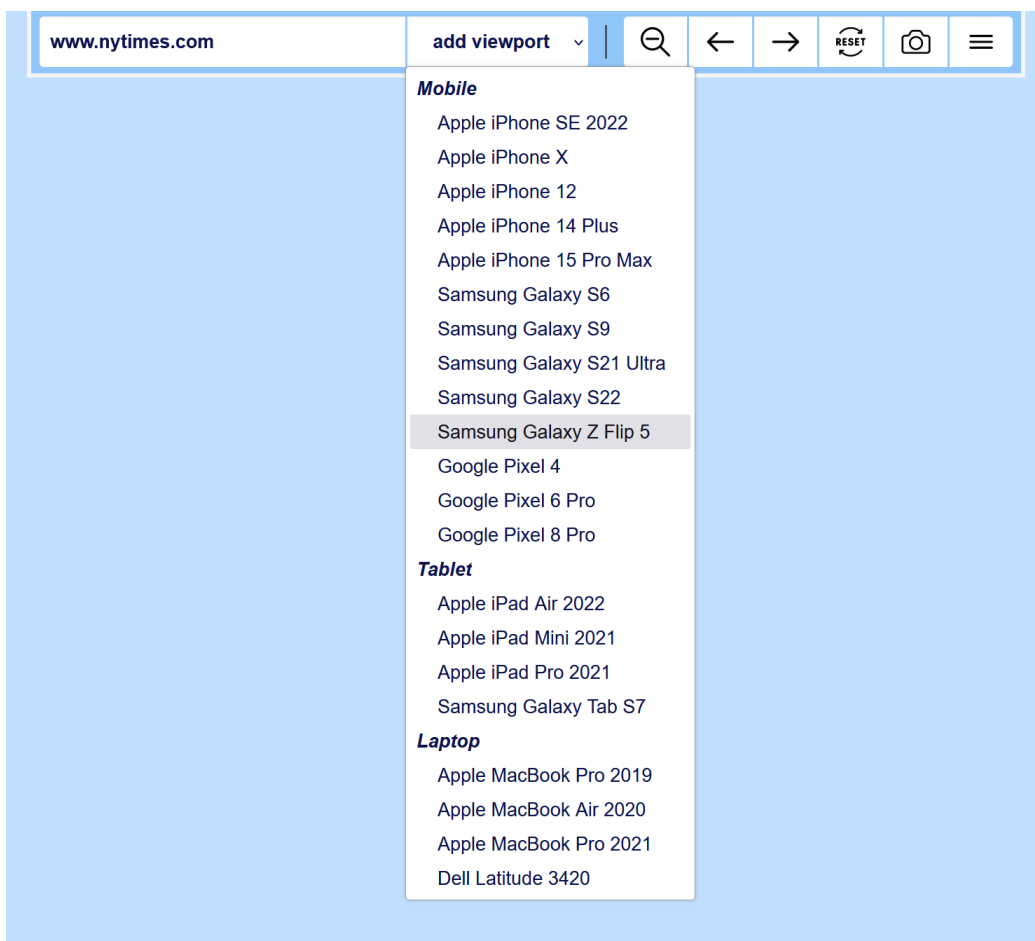 www.nytimes.com
add viewport
RESET
Mobile
Apple iPhone SE 2022
Apple iPhone X
Apple iPhone 12
Apple iPhone 14 Plus
Apple iPhone 15 Pro Max
Samsung Galaxy S6
Samsung Galaxy S9
Samsung Galaxy S21 Ultra
Samsung Galaxy S22
Samsung Galaxy Z Flip 5
Google Pixel 4
Google Pixel 6 Pro
Google Pixel 8 Pro
Tablet
Apple iPad Air 2022
Apple iPad Mini 2021
Apple iPad Pro 2021
Samsung Galaxy Tab S7
Laptop
Apple MacBook Pro 2019
Apple MacBook Air 2020
Apple MacBook Pro 2021
Dell Latitude 3420